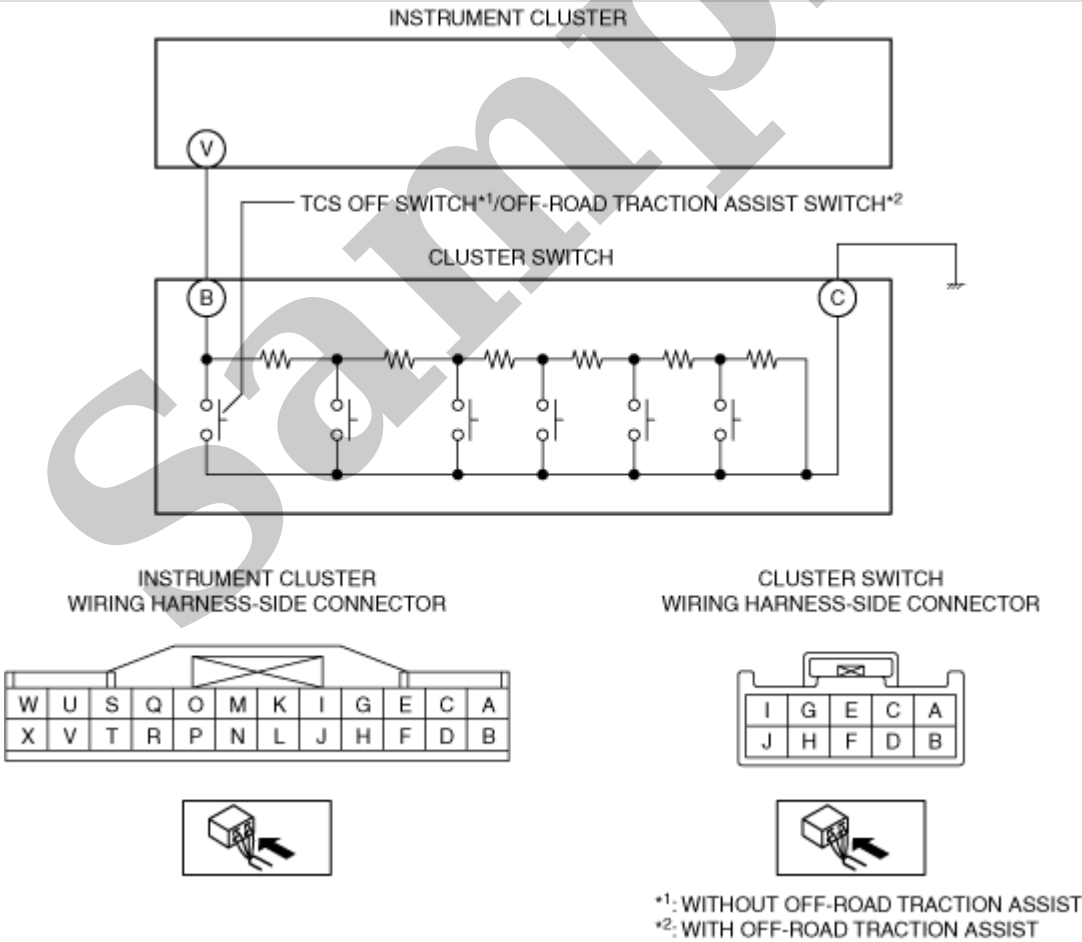 INSTRUMENT CLUSTER
V
TCS OFF SWITCH*1/OFF-ROAD TRACTION ASSIST SWITCH*2
CLUSTER SWITCH
B
C
INSTRUMENT CLUSTER
WIRING HARNESS-SIDE CONNECTOR
W U S Q O M K I G E C A
X V T R P N L J H F D B
CLUSTER SWITCH
WIRING HARNESS-SIDE CONNECTOR
I G E C A
J H F D B
*1: WITHOUT OFF-ROAD TRACTION ASSIST
*2: WITH OFF-ROAD TRACTION ASSIST
Samp